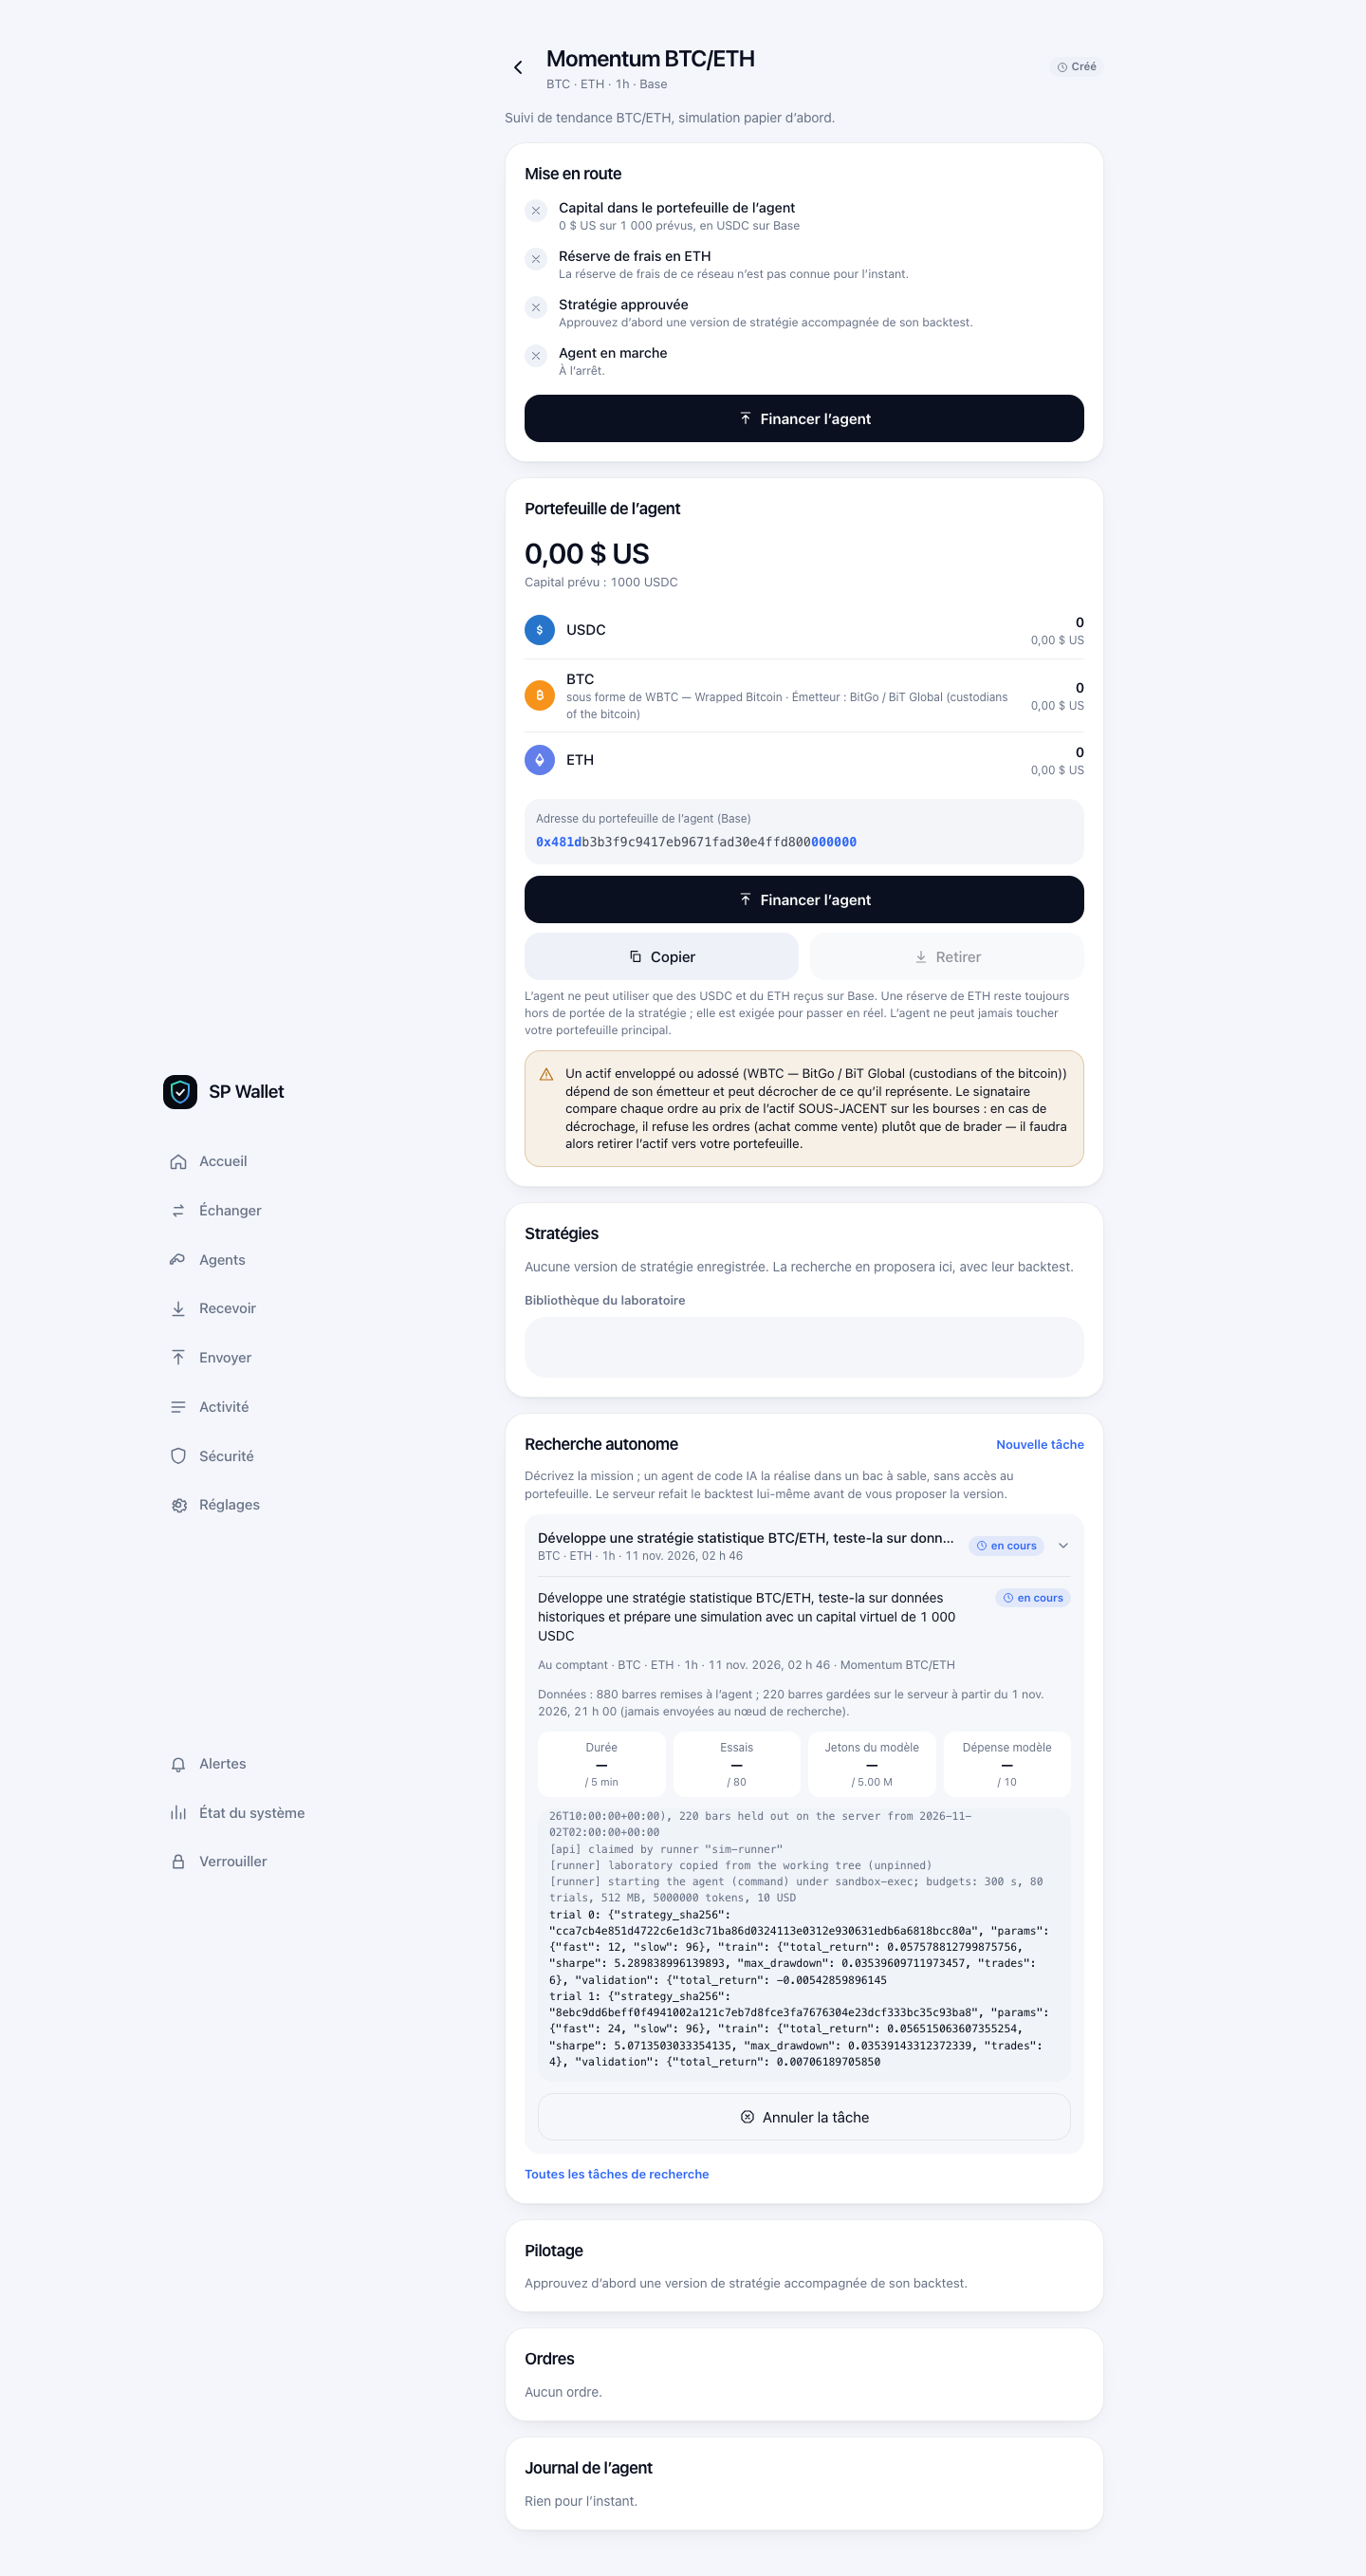 Momentum BTC/ETH
BTC · ETH · 1h · Base
Créé
Suivi de tendance BTC/ETH, simulation papier d’abord.
Mise en route
Capital dans le portefeuille de l’agent
0 $ US sur 1 000 prévus, en USDC sur Base
Réserve de frais en ETH
La réserve de frais de ce réseau n’est pas connue pour l’instant.
Stratégie approuvée
Approuvez d’abord une version de stratégie accompagnée de son backtest.
Agent en marche
À l’arrêt.
Financer l’agent
Portefeuille de l’agent
0,00 $ US
Capital prévu : 1000 USDC
USDC
0
0,00 $ US
BTC
sous forme de WBTC — Wrapped Bitcoin · Émetteur : BitGo / BiT Global (custodians
of the bitcoin)
0
0,00 $ US
ETH
0
0,00 $ US
Adresse du portefeuille de l’agent (Base)
0x481db3b3f9c9417eb9671fad30e4ffd800000000
Financer l’agent
Copier
Retirer
L’agent ne peut utiliser que des USDC et du ETH reçus sur Base. Une réserve de ETH reste toujours
hors de portée de la stratégie ; elle est exigée pour passer en réel. L’agent ne peut jamais toucher
votre portefeuille principal.
Un actif enveloppé ou adossé (WBTC — BitGo / BiT Global (custodians of the bitcoin))
dépend de son émetteur et peut décrocher de ce qu’il représente. Le signataire
compare chaque ordre au prix de l’actif SOUS-JACENT sur les bourses : en cas de
décrochage, il refuse les ordres (achat comme vente) plutôt que de brader — il faudra
alors retirer l’actif vers votre portefeuille.
SP Wallet
Accueil
Échanger
Agents
Recevoir
Envoyer
Activité
Sécurité
Réglages
Alertes
État du système
Verrouiller
Stratégies
Aucune version de stratégie enregistrée. La recherche en proposera ici, avec leur backtest.
Bibliothèque du laboratoire
Recherche autonome
Nouvelle tâche
Décrivez la mission ; un agent de code IA la réalise dans un bac à sable, sans accès au
portefeuille. Le serveur refait le backtest lui-même avant de vous proposer la version.
Développe une stratégie statistique BTC/ETH, teste-la sur donn...
BTC · ETH · 1h · 11 nov. 2026, 02 h 46
en cours
Développe une stratégie statistique BTC/ETH, teste-la sur données
historiques et prépare une simulation avec un capital virtuel de 1 000
USDC
en cours
Au comptant · BTC · ETH · 1h · 11 nov. 2026, 02 h 46 · Momentum BTC/ETH
Données : 880 barres remises à l’agent ; 220 barres gardées sur le serveur à partir du 1 nov.
2026, 21 h 00 (jamais envoyées au nœud de recherche).
Durée
—
/ 5 min
Essais
—
/ 80
Jetons du modèle
—
/ 5.00 M
Dépense modèle
—
/ 10
26T10:00:00+00:00), 220 bars held out on the server from 2026-11-
02T02:00:00+00:00
[api] claimed by runner "sim-runner"
[runner] laboratory copied from the working tree (unpinned)
[runner] starting the agent (command) under sandbox-exec; budgets: 300 s, 80
trials, 512 MB, 5000000 tokens, 10 USD
trial 0: {"strategy_sha256":
"cca7cb4e851d4722c6e1d3c71ba86d0324113e0312e930631edb6a6818bcc80a", "params":
{"fast": 12, "slow": 96}, "train": {"total_return": 0.057578812799875756,
"sharpe": 5.289838996139893, "max_drawdown": 0.03539609711973457, "trades":
6}, "validation": {"total_return": -0.00542859896145
trial 1: {"strategy_sha256":
"8ebc9dd6beff0f4941002a121c7eb7d8fce3fa7676304e23dcf333bc35c93ba8", "params":
{"fast": 24, "slow": 96}, "train": {"total_return": 0.056515063607355254,
"sharpe": 5.0713503033354135, "max_drawdown": 0.03539143312372339, "trades":
4}, "validation": {"total_return": 0.00706189705850
Annuler la tâche
Toutes les tâches de recherche
Pilotage
Approuvez d’abord une version de stratégie accompagnée de son backtest.
Ordres
Aucun ordre.
Journal de l’agent
Rien pour l’instant.